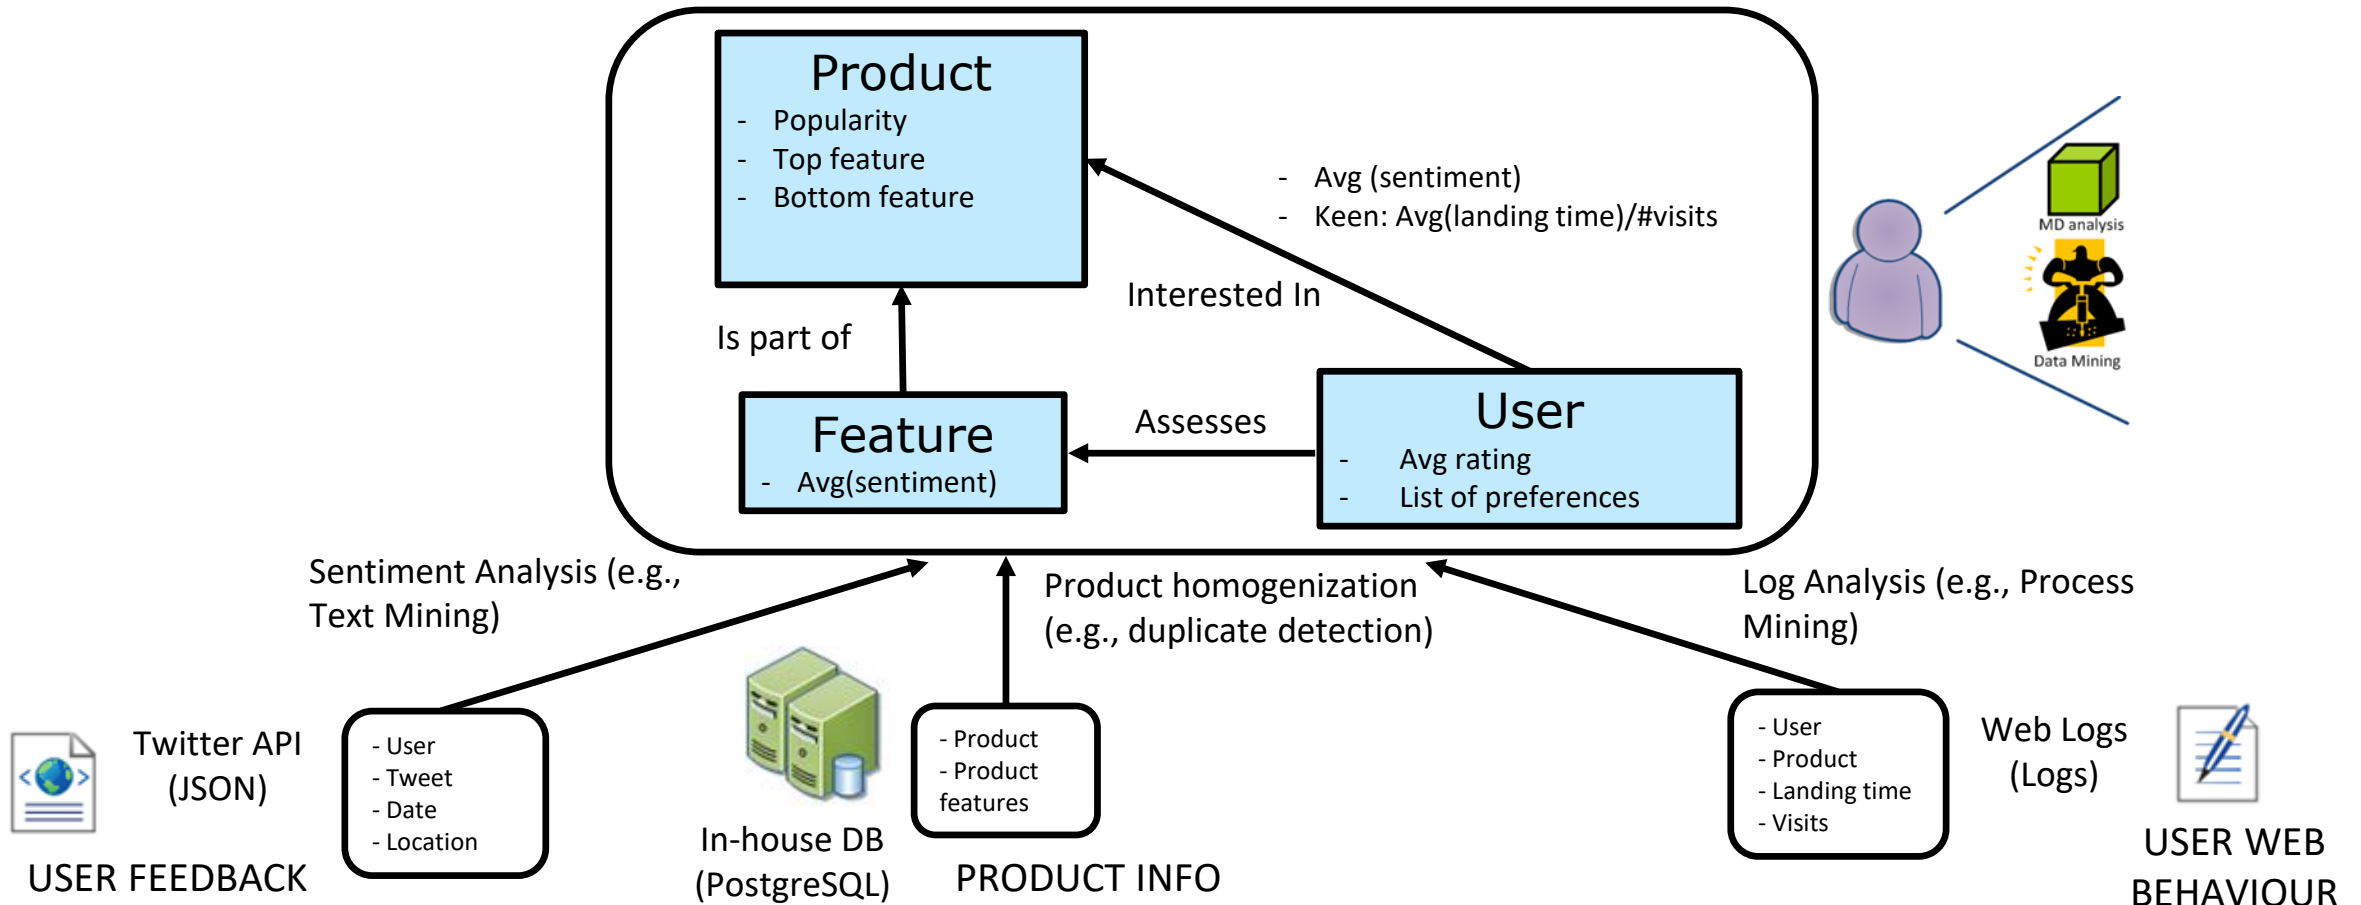 Product
- Popularity
- Top feature
- Bottom feature
- Avg (sentiment)
- Keen: Avg(landing time)/#visits
MD analysis
Data Mining
Interested In
Is part of
Feature
- Avg(sentiment)
Assesses
User
- Avg rating
- List of preferences
Sentiment Analysis (e.g.,
Text Mining)
Product homogenization
(e.g., duplicate detection)
Log Analysis (e.g., Process
Mining)
Twitter API
(JSON)
- User
- Tweet
- Date
- Location
USER FEEDBACK
In-house DB
(PostgreSQL)
- Product
- Product
features
PRODUCT INFO
- User
- Product
- Landing time
- Visits
Web Logs
(Logs)
USER WEB
BEHAVIOUR